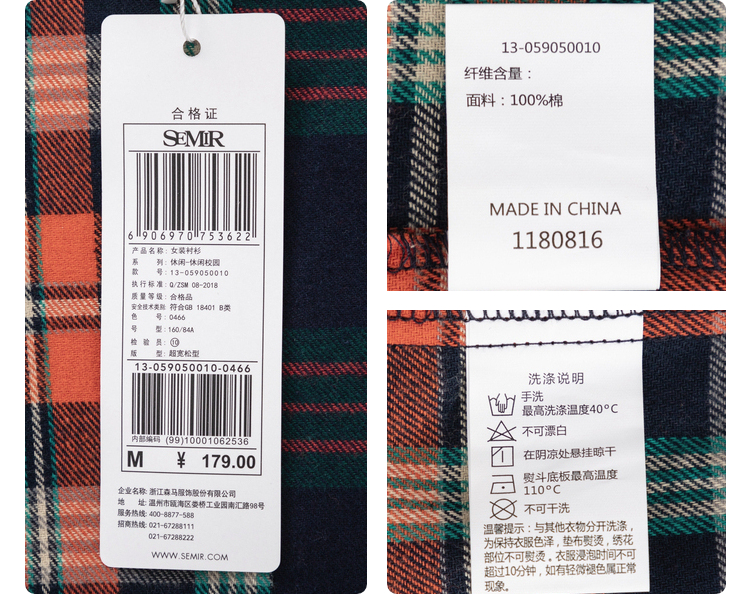 合格证
SEMIR
6 906970 753622
产品名称: 女装衬衫
系 列: 休闲-休闲校园
款 号: 13-059050010
执行标准: Q/ZSM 08-2018
质量等级: 合格品
安全技术类别: 符合GB 18401 B类
色 号: 0466
号 型: 160/84A
检 验 员: ⑩
版 型: 超宽松型
13-059050010-0466
内部编码 (99)10001062536
M ￥ 179.00
企业名称: 浙江森马服饰股份有限公司
地 址: 温州市瓯海区娄桥工业园南汇路98号
服务热线: 400-8877-588
招商热线: 021-67288111
021-67288222
WWW.SEMIR.COM
13-059050010
纤维含量：
面料：100%棉
MADE IN CHINA
1180816
洗涤说明
手洗
最高洗涤温度40°C
不可漂白
在阴凉处悬挂晾干
熨斗底板最高温度
110°C
不可干洗
温馨提示：与其他衣物分开洗涤，
为保持衣服色泽，垫布熨烫，绣花
部位不可熨烫。衣服浸泡时间不可
超过10分钟，如有轻微褪色属正常
现象。